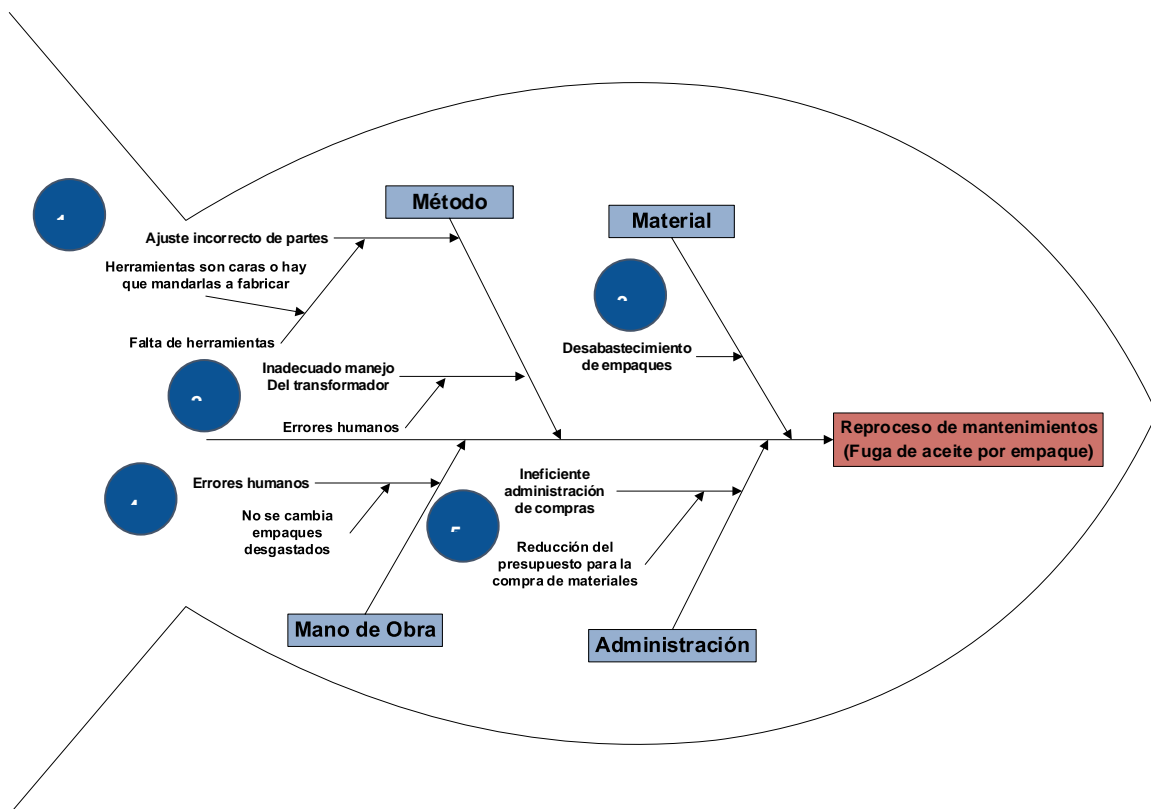 Método
Material
Ajuste incorrecto de partes
Herramientas son caras o hay
que mandarlas a fabricar
Falta de herramientas
Desabastecimiento
de empaques
Inadecuado manejo
Del transformador
Errores humanos
Reproceso de mantenimientos
(Fuga de aceite por empaque)
Errores humanos
No se cambia
empaques
desgastados
Ineficiente
administración
de compras
Reducción del
presupuesto para la
compra de materiales
Mano de Obra
Administración